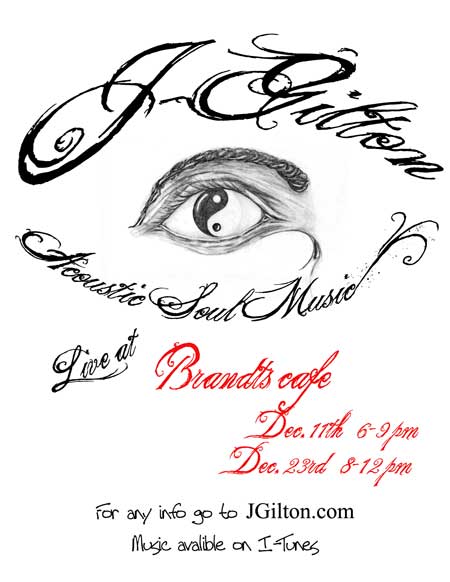 J-Gilton
Acoustic Soul Music
Live at
Brandts cafe
Dec. 11th 6-9 pm
Dec. 23rd 8-12 pm
For any info go to JGilton.com
Music avalible on I-Tunes